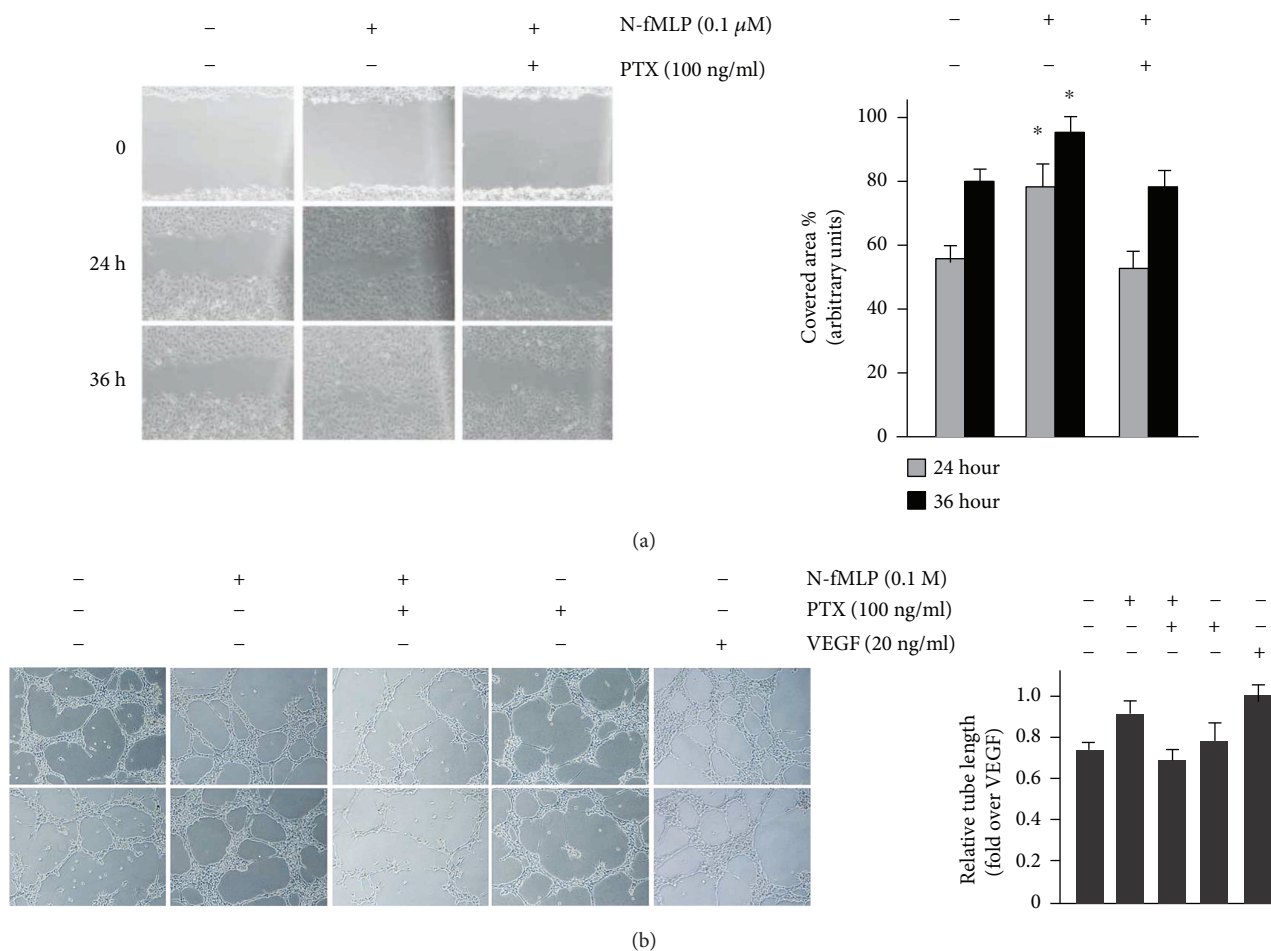 − + + N-fMLP (0.1 μM)
− − + PTX (100 ng/ml)
0
24 h
36 h
− + +
− − +
100
80
60
40
20
0
Covered area %
(arbitrary units)
* *
24 hour
36 hour
(a)
− + + − − N-fMLP (0.1 M)
− − + + − PTX (100 ng/ml)
− − − − + VEGF (20 ng/ml)
− + + − −
− − + + −
− − − − +
1.0
0.8
0.6
0.4
0.2
0
Relative tube length
(fold over VEGF)
(b)